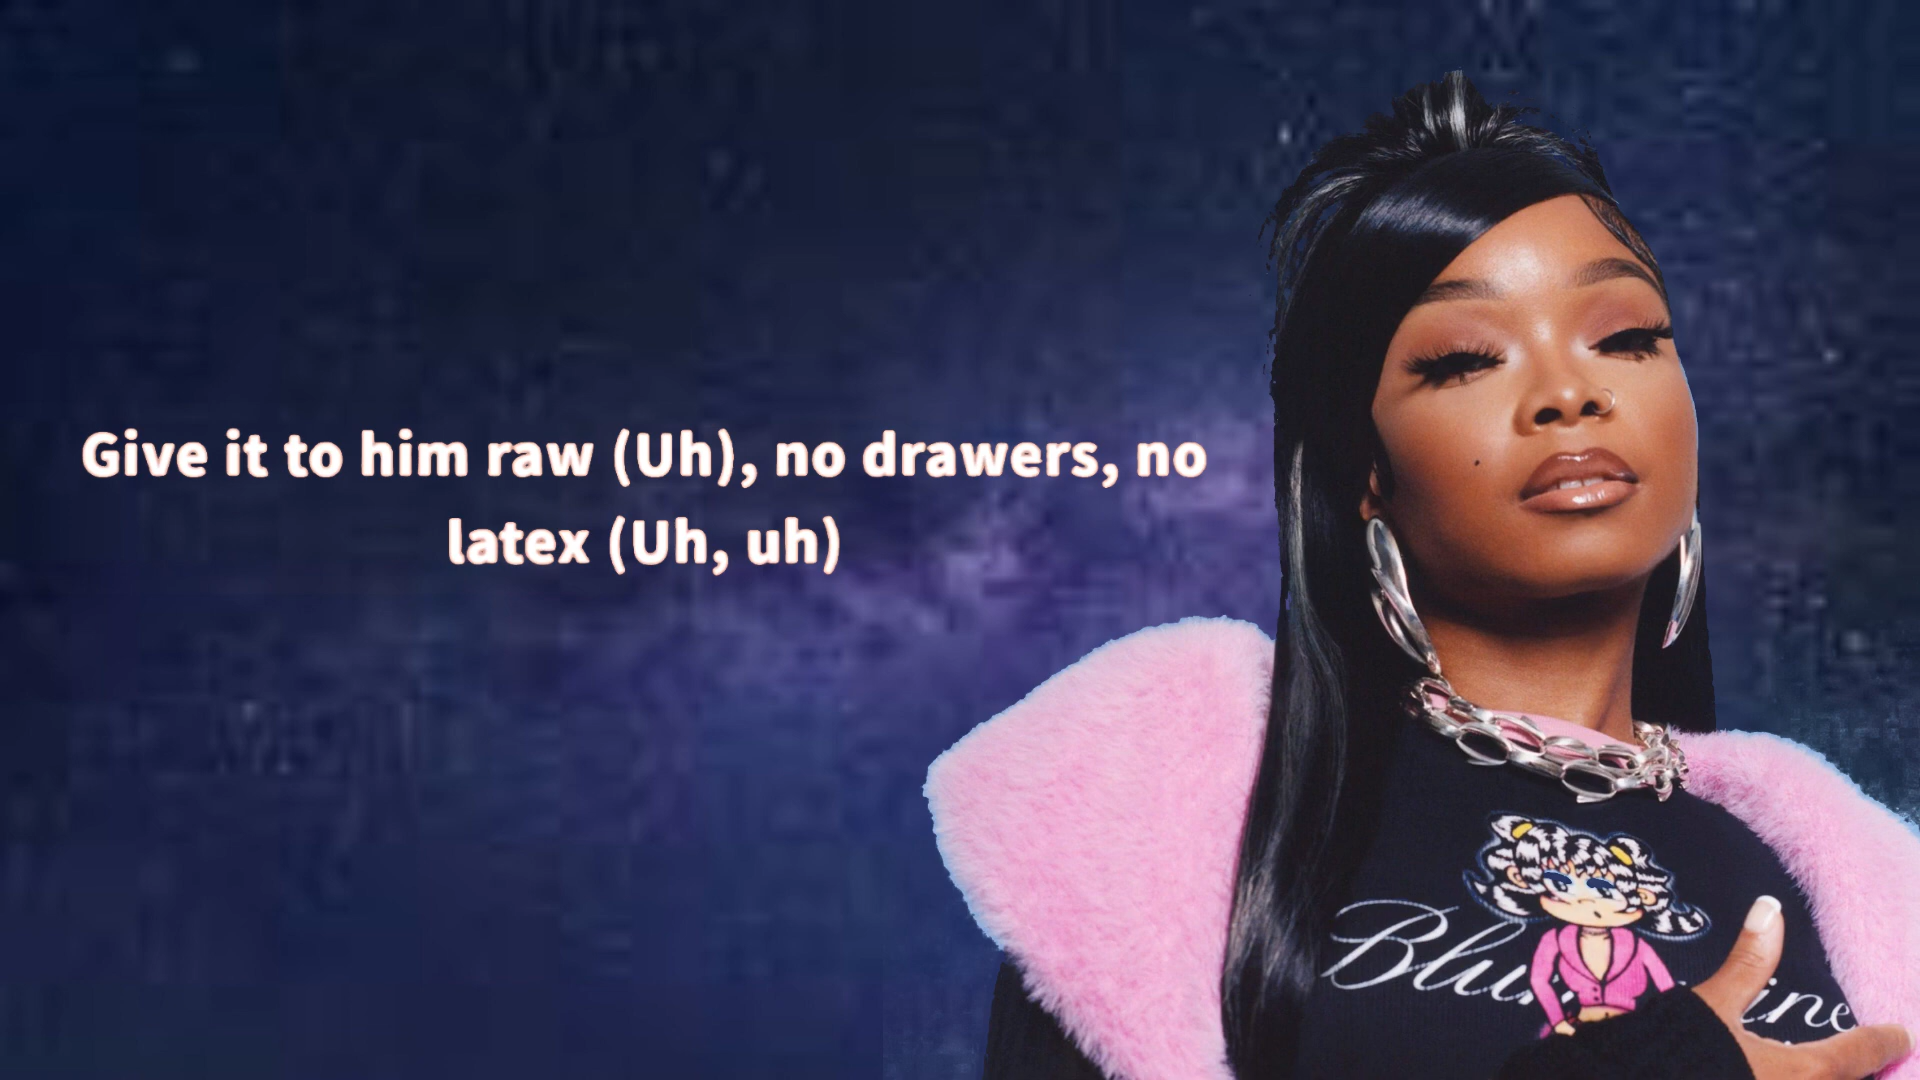 Give it to him raw (Uh), no drawers, no
latex (Uh, uh)